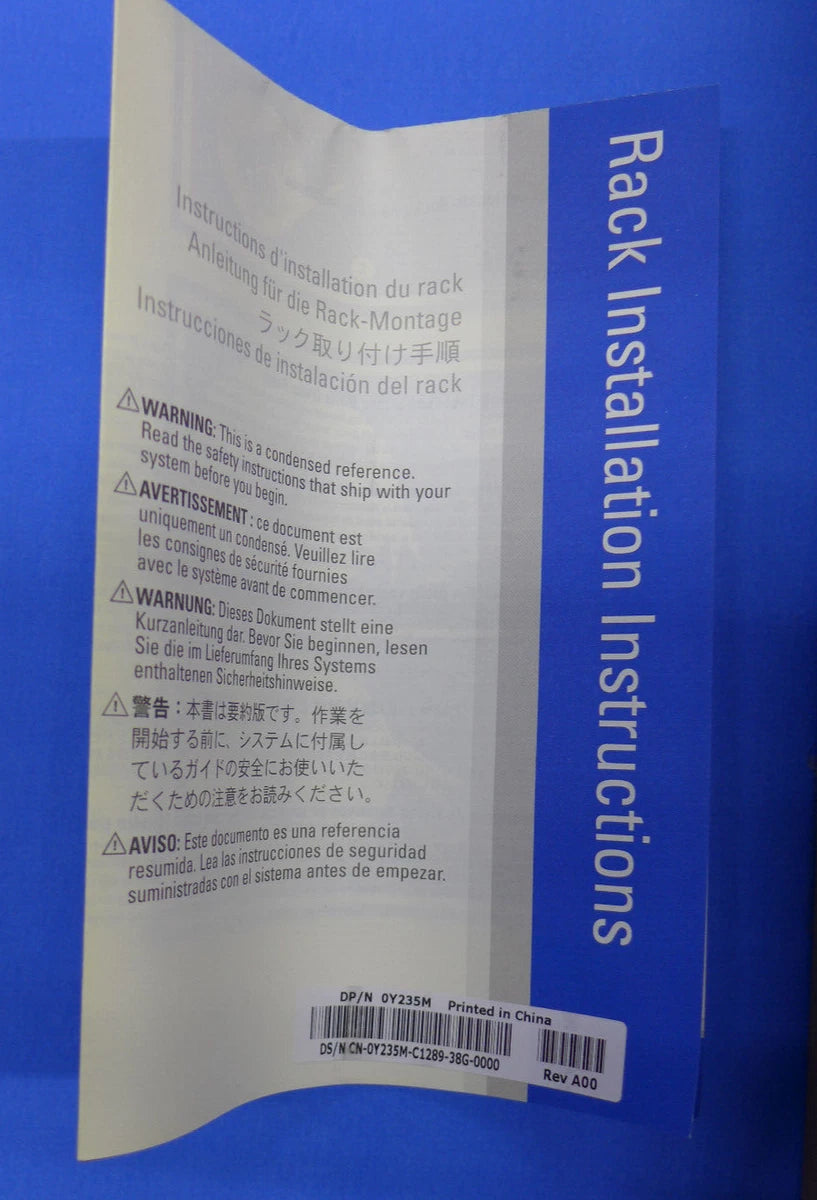 Rack Installation Instructions
Instructions d'installation du rack
Anleitung für die Rack-Montage
ラック取り付け手順
Instrucciones de instalación del rack
WARNING: This is a condensed reference.
Read the safety instructions that ship with your
system before you begin.
AVERTISSEMENT : ce document est
uniquement un condensé. Veuillez lire
les consignes de sécurité fournies
avec le système avant de commencer.
WARNUNG: Dieses Dokument stellt eine
Kurzanleitung dar. Bevor Sie beginnen, lesen
Sie die im Lieferumfang Ihres Systems
enthaltenen Sicherheitshinweise.
警告：本書は要約版です。作業を
開始する前に、システムに付属し
ているガイドの安全にお使いいた
だくための注意をお読みください。
AVISO: Este documento es una referencia
resumida. Lea las instrucciones de seguridad
suministradas con el sistema antes de empezar.
DP/N 0Y235M Printed in China
DS/N CN-0Y235M-C1289-38G-0000
Rev A00